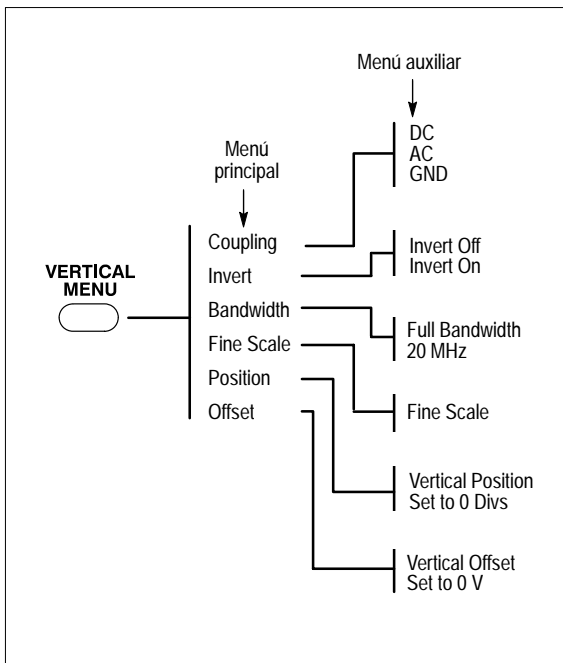 Menú auxiliar
DC
AC
GND
Menú
principal
Coupling
Invert
Bandwidth
Fine Scale
Position
Offset
VERTICAL
MENU
Invert Off
Invert On
Full Bandwidth
20 MHz
Fine Scale
Vertical Position
Set to 0 Divs
Vertical Offset
Set to 0 V